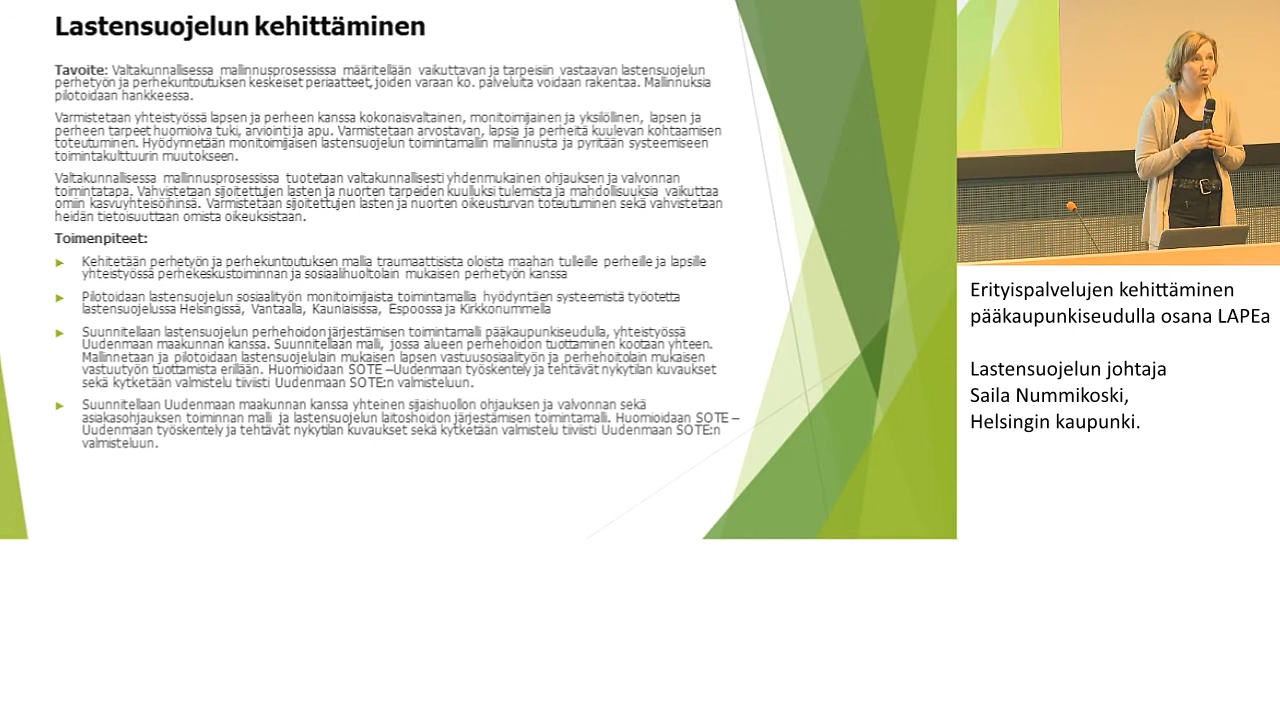 Lastensuojelun kehittäminen
Tavoite: Valtakunnallisessa mallinnusprosessissa määritellään vaikuttavan ja tarpeisiin vastaavan lastensuojelun
perhetyön ja perhekuntoutuksen keskeiset periaatteet, joiden varaan ko. palveluita voidaan rakentaa. Mallinnuksia
pilotoidaan hankkeessa.
Varmistetaan yhteistyössä lapsen ja perheen kanssa kokonaisvaltainen, monitoimijainen ja yksilöllinen, lapsen ja
perheen tarpeet huomioiva tuki, arviointi ja apu. Varmistetaan arvostavan, lapsia ja perheitä kuulevan kohtaamisen
toteutuminen. Hyödynnetään monitoimijaisen lastensuojelun toimintamallin mallinnusta ja pyritään systeemiseen
toimintakulttuurin muutokseen.
Valtakunnallisessa mallinnusprosessissa tuotetaan valtakunnallisesti yhdenmukainen ohjauksen ja valvonnan
toimintatapa. Vahvistetaan sijoitettujen lasten ja nuorten tarpeiden kuulluksi tulemista ja mahdollisuuksia vaikuttaa
omiin kasvuyhteisöihinsä. Varmistetaan sijoitettujen lasten ja nuorten oikeusturvan toteutuminen sekä vahvistetaan
heidän tietoisuuttaan omista oikeuksistaan.
Toimenpiteet:
Kehitetään perhetyön ja perhekuntoutuksen mallia traumaattisista oloista maahan tulleille perheille ja lapsille
yhteistyössä perhekeskustoiminnan ja sosiaalihuoltolain mukaisen perhetyön kanssa
Pilotoidaan lastensuojelun sosiaalityön monitoimijaista toimintamallia hyödyntäen systeemistä työotetta
lastensuojelussa Helsingissä, Vantaalla, Kauniaisissa, Espoossa ja Kirkkonummella
Suunnitellaan lastensuojelun perhehoidon järjestämisen toimintamalli pääkaupunkiseudulla, yhteistyössä
Uudenmaan maakunnan kanssa. Suunnitellaan malli, jossa alueen perhehoidon tuottaminen kootaan yhteen.
Mallinnetaan ja pilotoidaan lastensuojelulain mukaisen lapsen vastuusosiaalityön ja perhehoitolain mukaisen
vastuutyön tuottamista erillään. Huomioidaan SOTE –Uudenmaan työskentely ja tehtävät nykytilan kuvaukset
sekä kytketään valmistelu tiiviisti Uudenmaan SOTE:n valmisteluun.
Suunnitellaan Uudenmaan maakunnan kanssa yhteinen sijaishuollon ohjauksen ja valvonnan sekä
asiakasohjauksen toiminnan malli ja lastensuojelun laitoshoidon järjestämisen toimintamalli. Huomioidaan SOTE –
Uudenmaan työskentely ja tehtävät nykytilan kuvaukset sekä kytketään valmistelu tiiviisti Uudenmaan SOTE:n
valmisteluun.
Erityispalvelujen kehittäminen
pääkaupunkiseudulla osana LAPEa
Lastensuojelun johtaja
Saila Nummikoski,
Helsingin kaupunki.